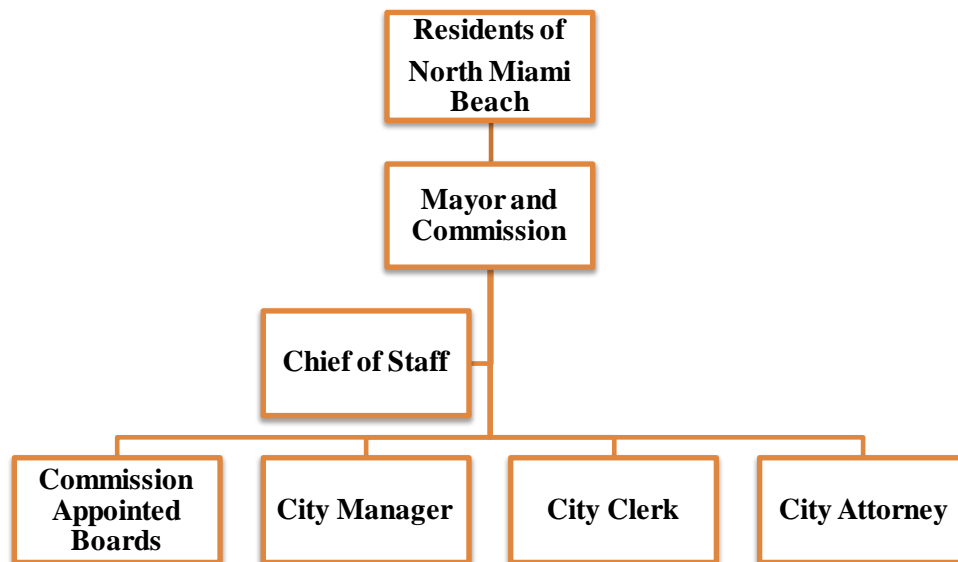 Residents of
North Miami
Beach
Mayor and
Commission
Chief of Staff
Commission
Appointed
Boards
City Manager
City Clerk
City Attorney